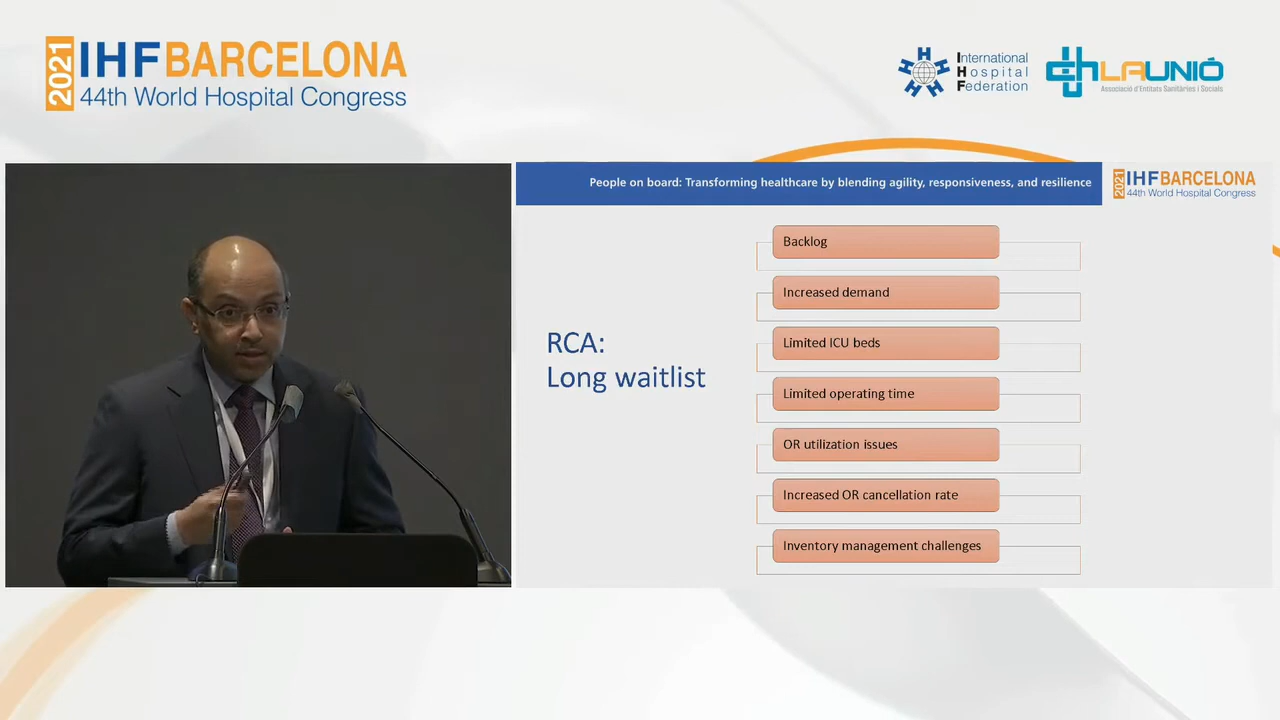 2021 IHF BARCELONA
44th World Hospital Congress
International
Hospital
Federation
LAUNIÓ
Associació d'Entitats Sanitàries i Socials
People on board: Transforming healthcare by blending agility, responsiveness, and resilience
2021 IHF BARCELONA
44th World Hospital Congress
RCA:
Long waitlist
Backlog
Increased demand
Limited ICU beds
Limited operating time
OR utilization issues
Increased OR cancellation rate
Inventory management challenges